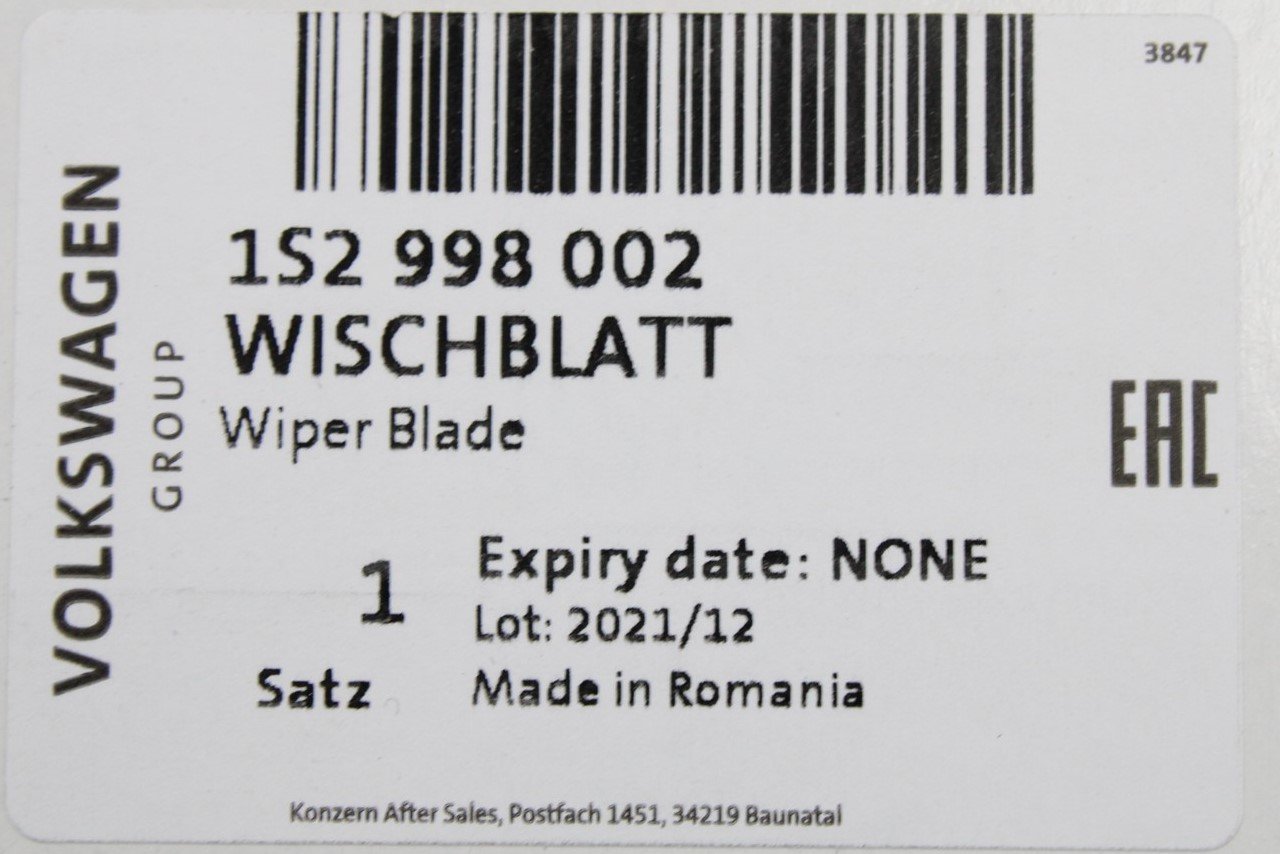 3847
VOLKSWAGEN
GROUP
1S2 998 002
WISCHBLATT
Wiper Blade
EAC
1
Satz
Expiry date: NONE
Lot: 2021/12
Made in Romania
Konzern After Sales, Postfach 1451, 34219 Baunatal